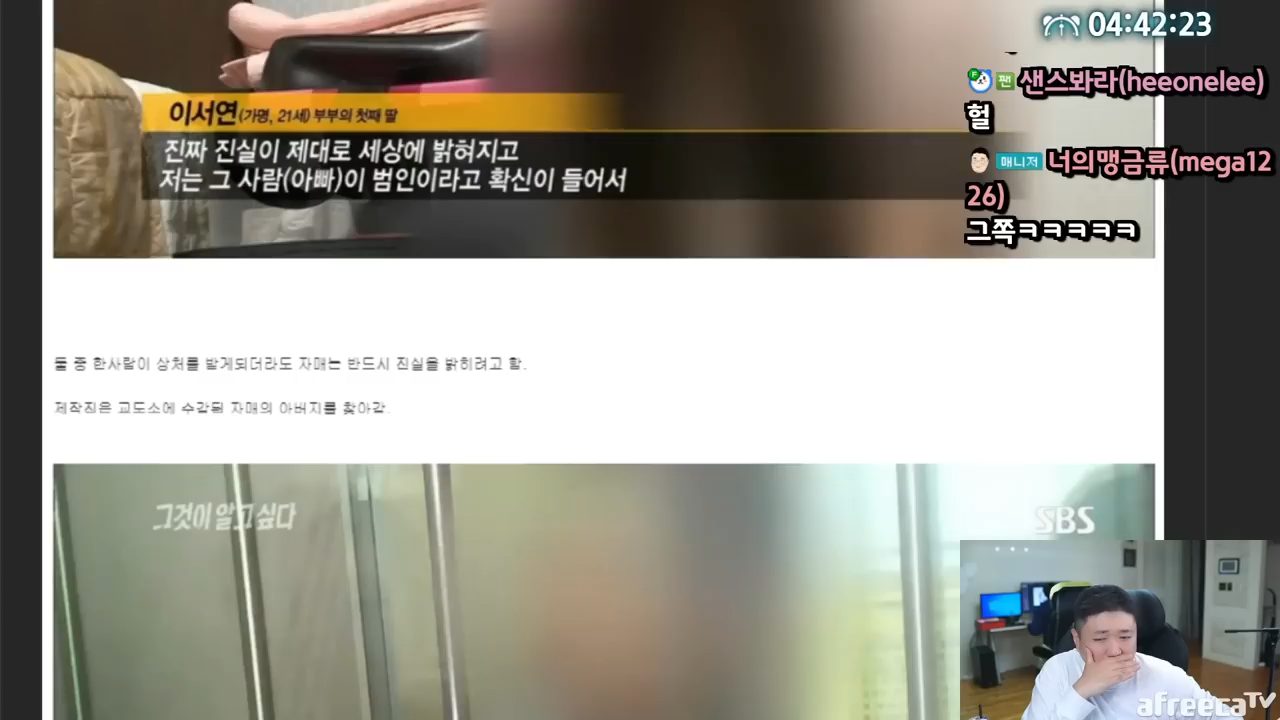 04:42:23
팬 샌스봐라(heeonelee)
헐
매니저 너의맹금류(mega12
26)
그쪽ㅋㅋㅋㅋㅋ
이서연(가명, 21세) 부부의 첫째 딸
진짜 진실이 제대로 세상에 밝혀지고
저는 그 사람(아빠)이 범인이라고 확신이 들어서
둘 중 한사람이 상처를 받게되더라도 자매는 반드시 진실을 밝히려고 함.
제작진은 교도소에 수감된 자매의 아버지를 찾아감.
그것이 알고싶다
SBS
afreecaTV